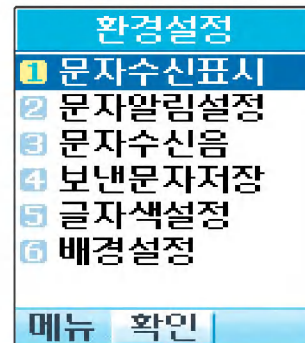 환경설정
1 문자수신표시
2 문자알림설정
3 문자수신음
4 보낸문자저장
5 글자색설정
6 배경설정
메뉴 확인